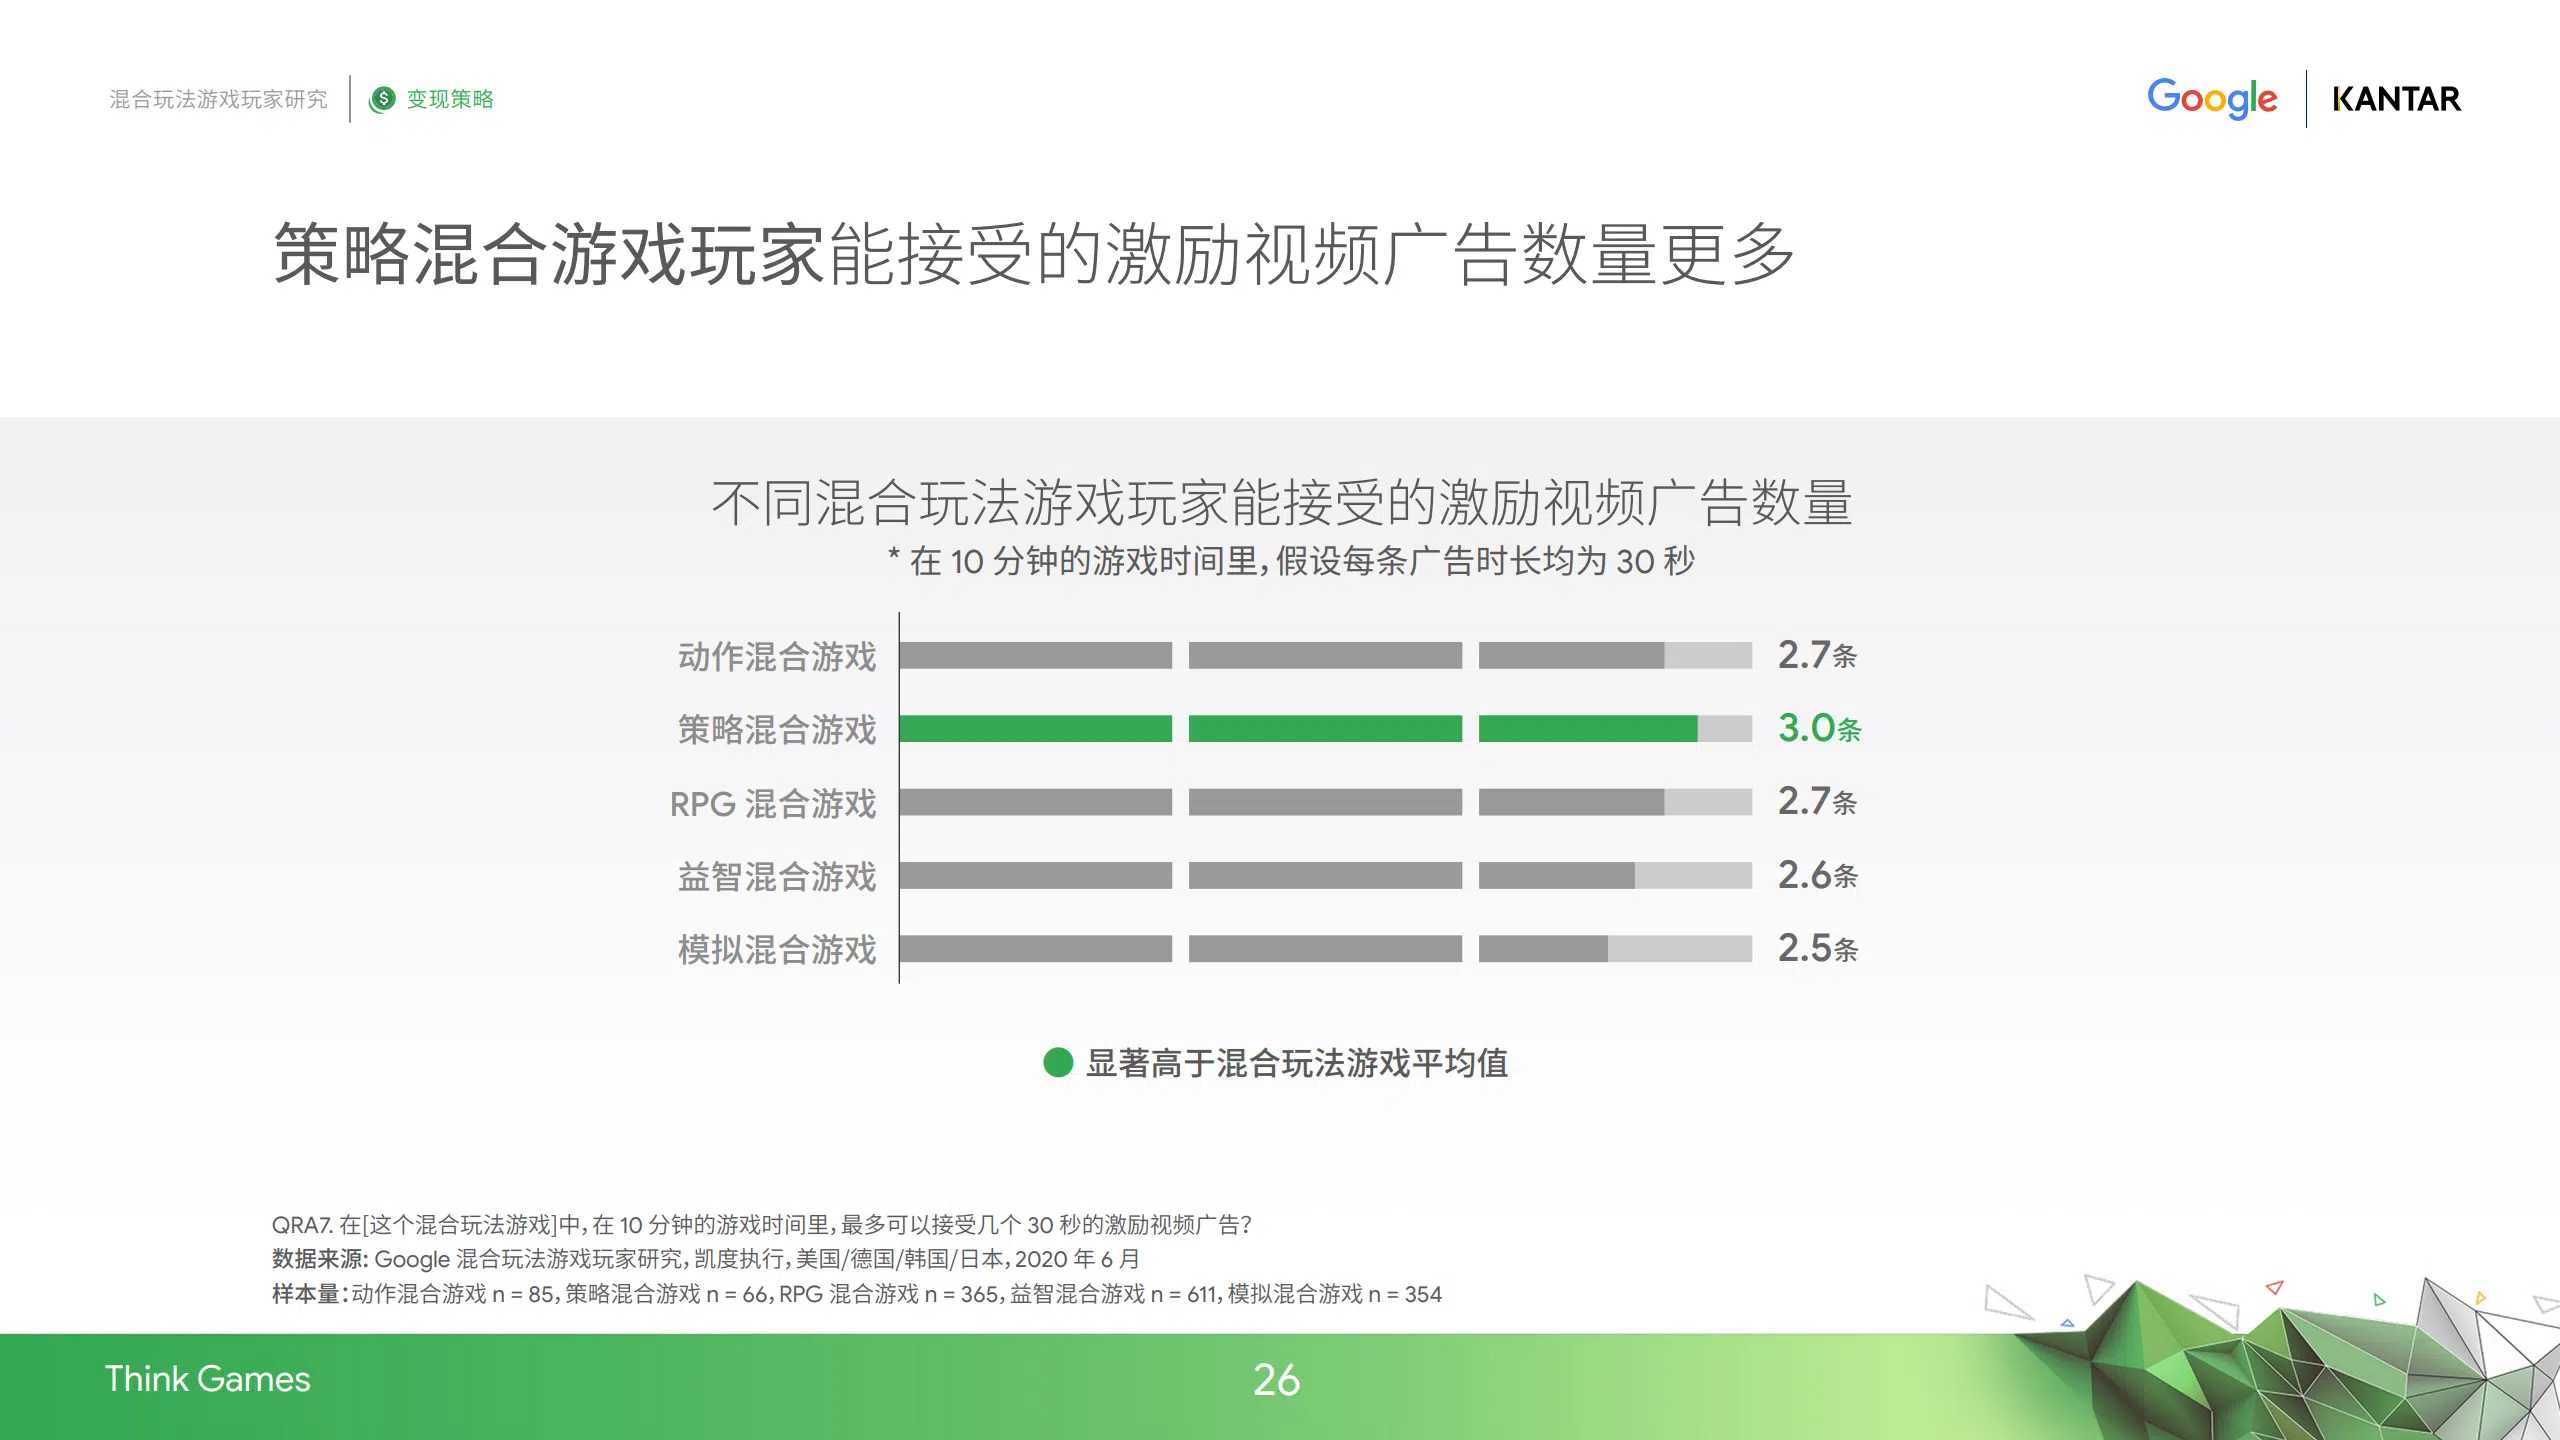 混合玩法游戏玩家研究
变现策略
Google
KANTAR
策略混合游戏玩家能接受的激励视频广告数量更多
不同混合玩法游戏玩家能接受的激励视频广告数量
* 在 10 分钟的游戏时间里，假设每条广告时长均为 30 秒
动作混合游戏 2.7条
策略混合游戏 3.0条
RPG 混合游戏 2.7条
益智混合游戏 2.6条
模拟混合游戏 2.5条
显著高于混合玩法游戏平均值
QRA7. 在[这个混合玩法游戏]中，在 10 分钟的游戏时间里，最多可以接受几个 30 秒的激励视频广告？
数据来源: Google 混合玩法游戏玩家研究，凯度执行，美国/德国/韩国/日本，2020 年 6 月
样本量：动作混合游戏 n = 85，策略混合游戏 n = 66，RPG 混合游戏 n = 365，益智混合游戏 n = 611，模拟混合游戏 n = 354
Think Games
26